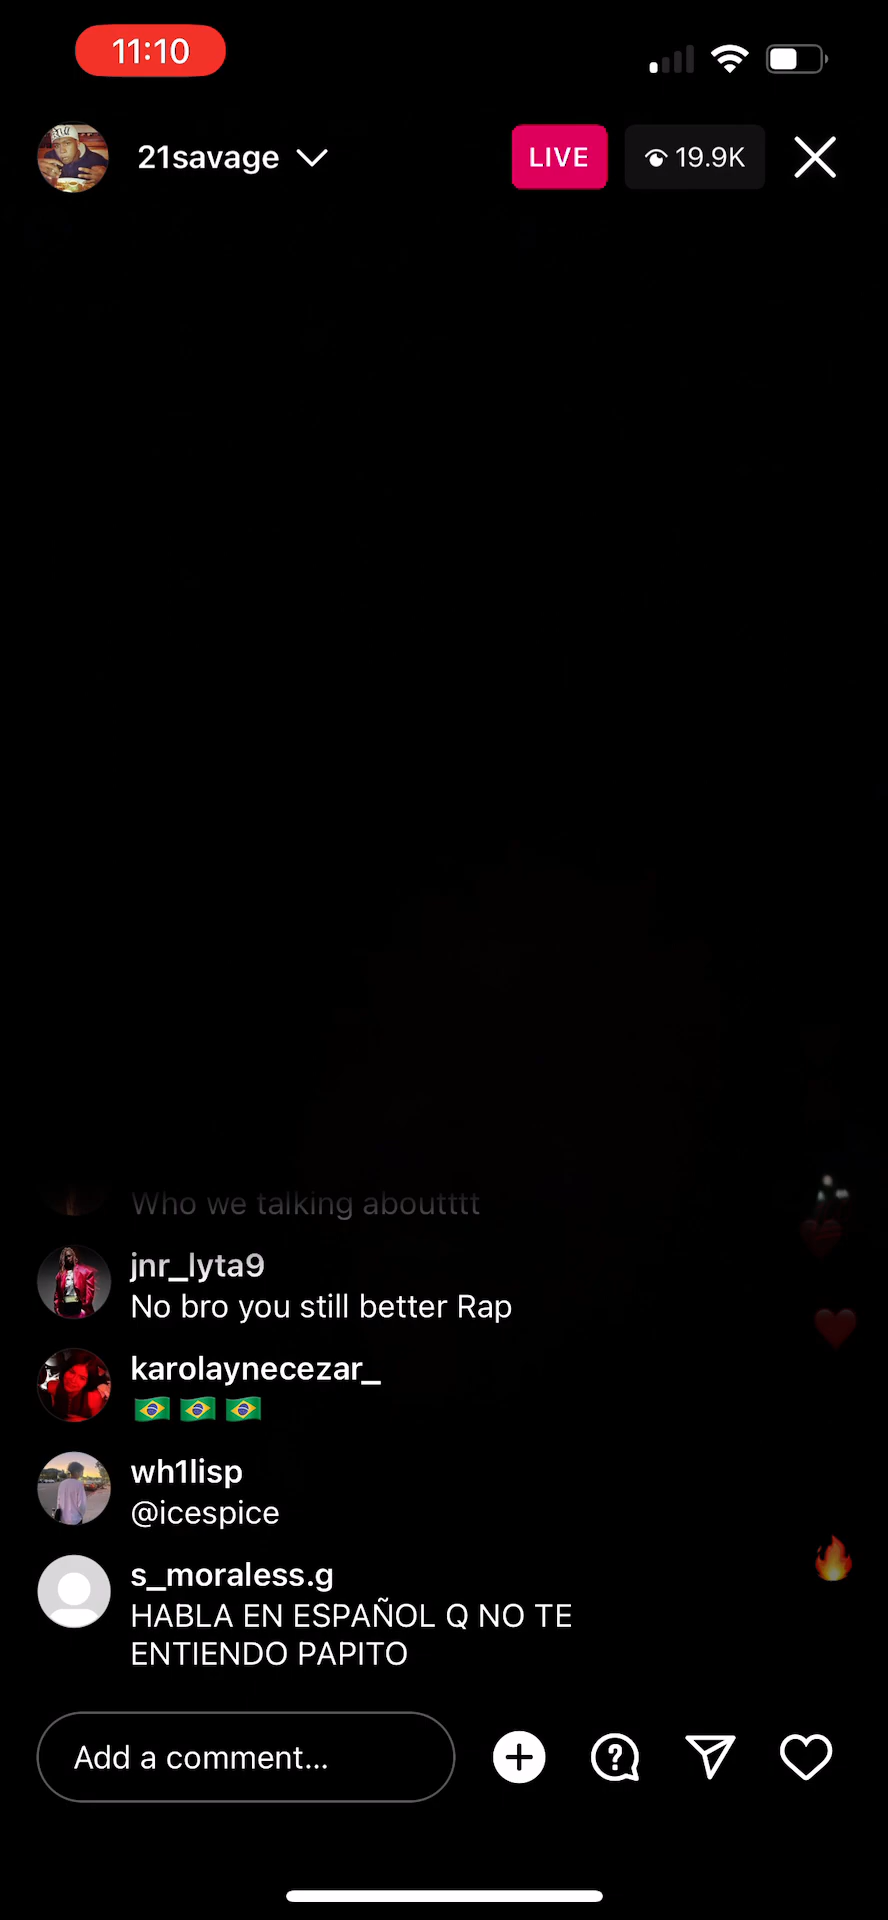 11:10
21savage
LIVE
19.9K
Who we talking aboutttt
jnr_lyta9
No bro you still better Rap
karolaynecezar_
🇧🇷 🇧🇷 🇧🇷
wh1lisp
@icespice
s_moraless.g
HABLA EN ESPAÑOL Q NO TE
ENTIENDO PAPITO
Add a comment...